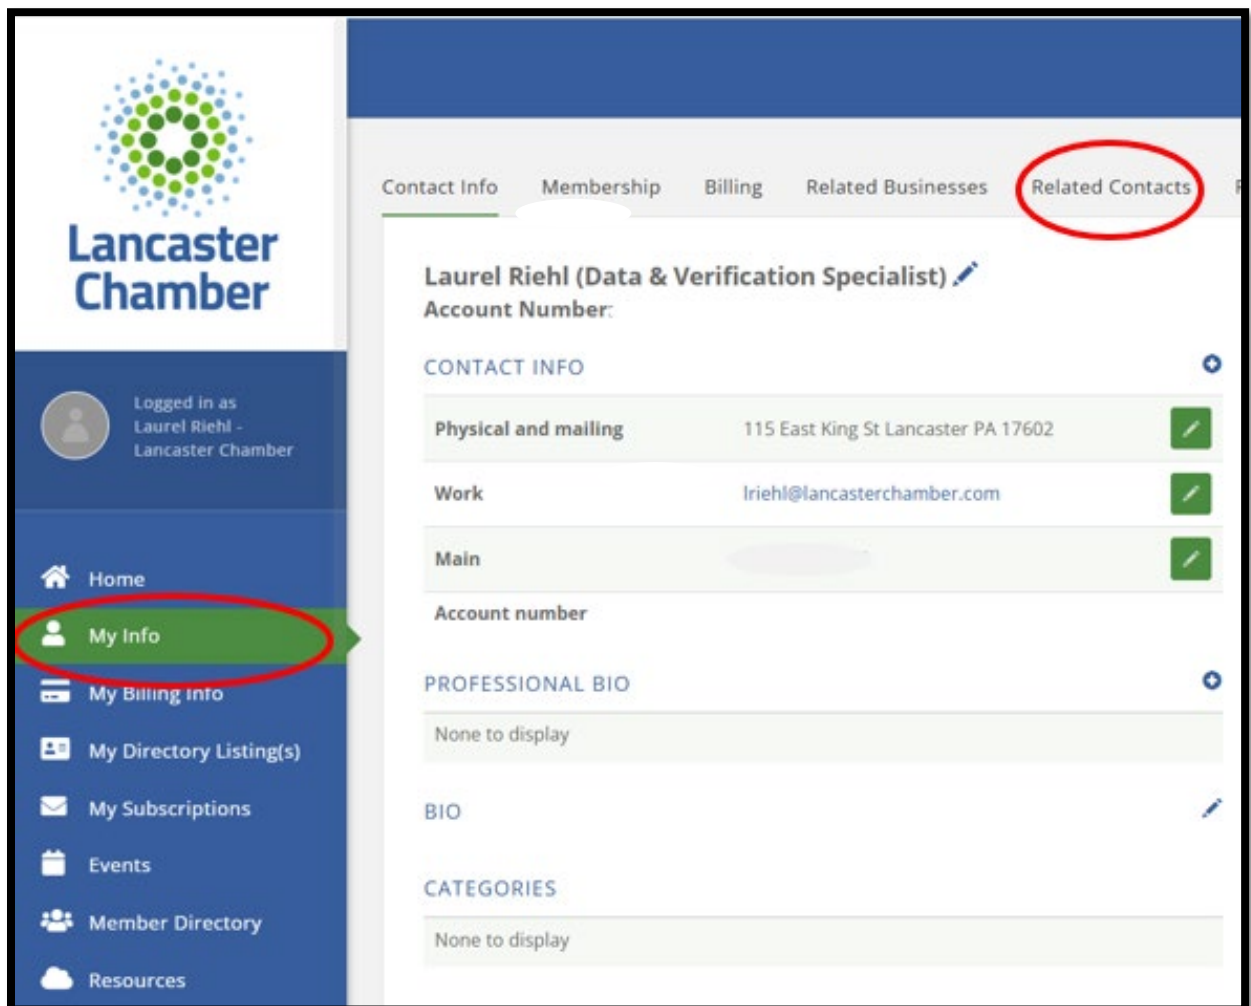 Lancaster
Chamber
Logged in as
Laurel Riehl -
Lancaster Chamber
Home
My Info
My Billing Info
My Directory Listing(s)
My Subscriptions
Events
Member Directory
Resources
Contact Info Membership Billing Related Businesses Related Contacts
Laurel Riehl (Data & Verification Specialist)
Account Number:
CONTACT INFO
Physical and mailing 115 East King St Lancaster PA 17602
Work lriehl@lancasterchamber.com
Main
Account number
PROFESSIONAL BIO
None to display
BIO
CATEGORIES
None to display